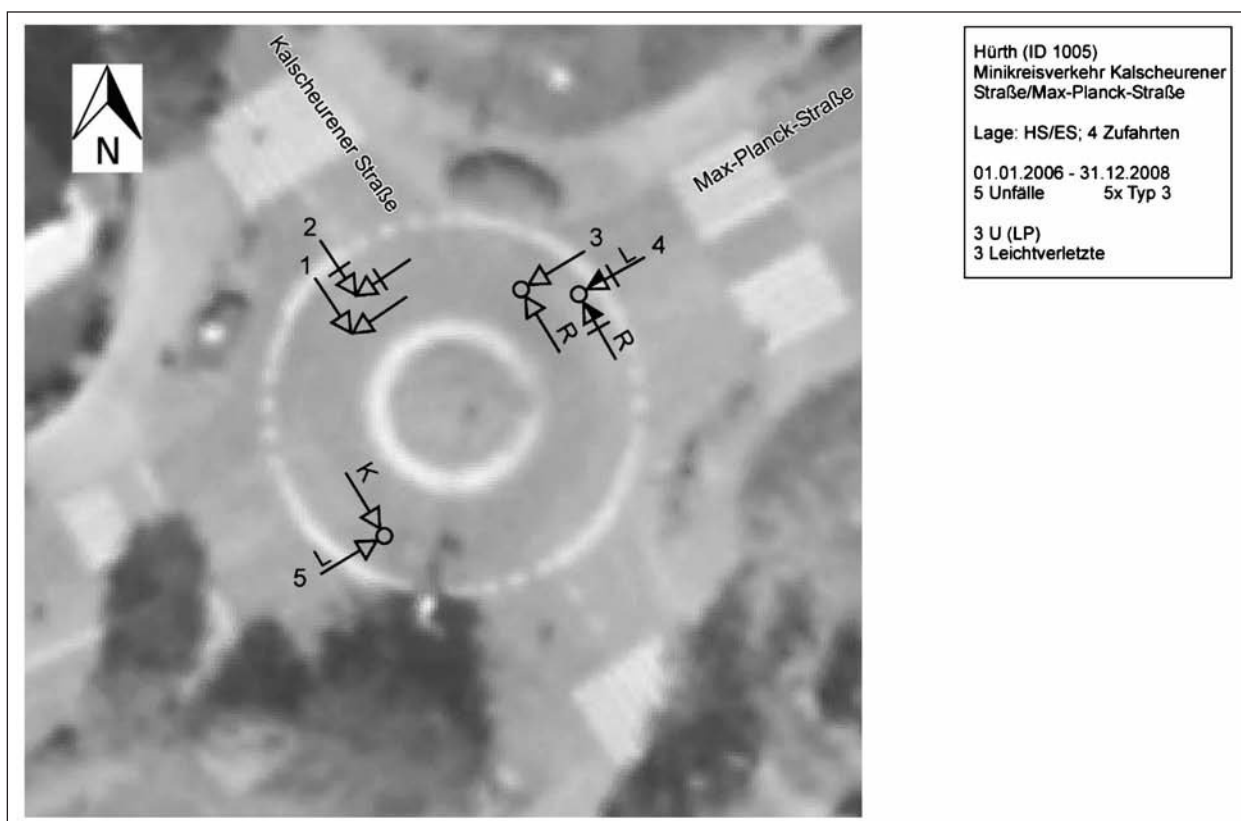 Kalscheurener Straße
Max-Planck-Straße
N
2
1
3
L 4
R
R
K
L
5
Hürth (ID 1005)
Minikreisverkehr Kalscheurener
Straße/Max-Planck-Straße
Lage: HS/ES; 4 Zufahrten
01.01.2006 - 31.12.2008
5 Unfälle 5x Typ 3
3 U (LP)
3 Leichtverletzte